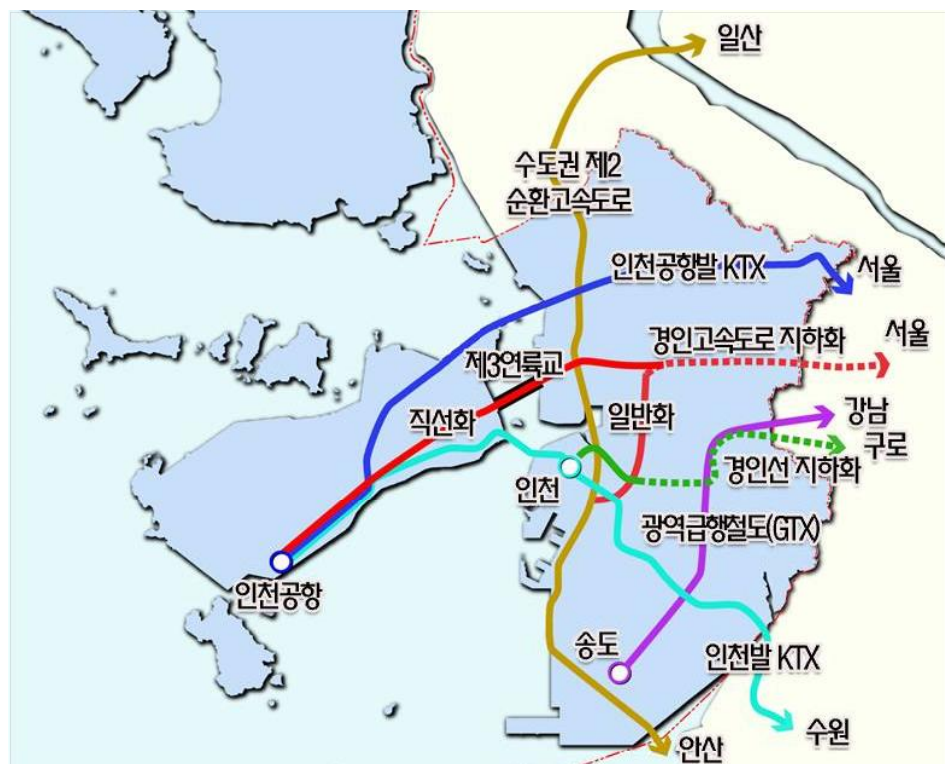 일산
수도권 제2
순환고속도로
인천공항발 KTX
서울
서울
경인고속도로 지하화
제3연륙교
직선화
일반화
강남
구로
경인선 지하화
인천
광역급행철도(GTX)
인천공항
송도
인천발 KTX
수원
안산